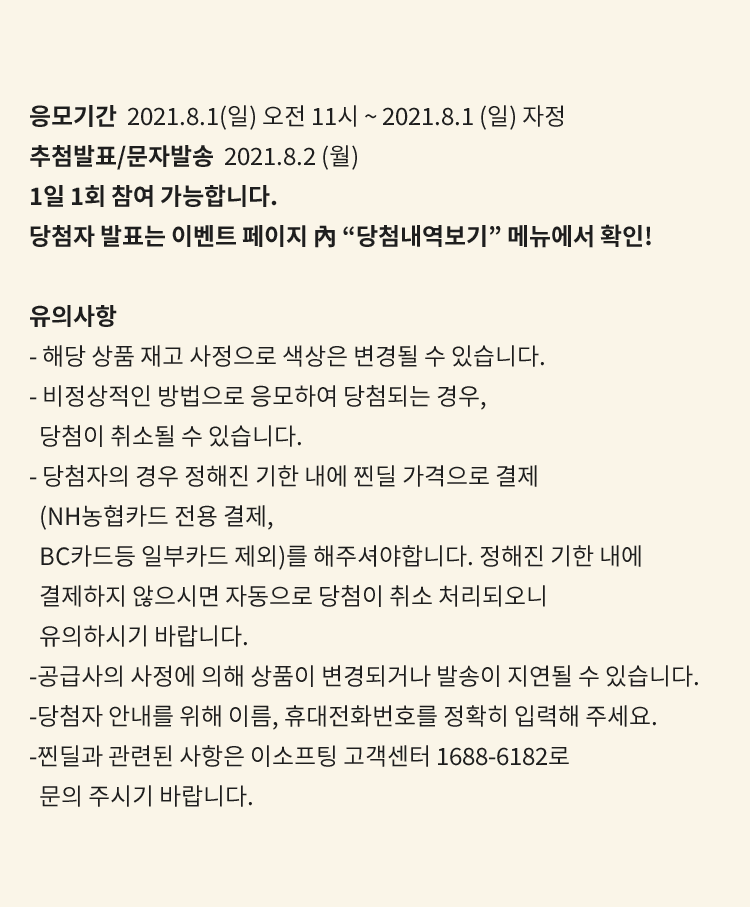 응모기간 2021.8.1(일) 오전 11시 ~ 2021.8.1 (일) 자정
추첨발표/문자발송 2021.8.2 (월)
1일 1회 참여 가능합니다.
당첨자 발표는 이벤트 페이지 內 “당첨내역보기” 메뉴에서 확인!
유의사항
- 해당 상품 재고 사정으로 색상은 변경될 수 있습니다.
- 비정상적인 방법으로 응모하여 당첨되는 경우,
당첨이 취소될 수 있습니다.
- 당첨자의 경우 정해진 기한 내에 찐딜 가격으로 결제
(NH농협카드 전용 결제,
BC카드등 일부카드 제외)를 해주셔야합니다. 정해진 기한 내에
결제하지 않으시면 자동으로 당첨이 취소 처리되오니
유의하시기 바랍니다.
-공급사의 사정에 의해 상품이 변경되거나 발송이 지연될 수 있습니다.
-당첨자 안내를 위해 이름, 휴대전화번호를 정확히 입력해 주세요.
-찐딜과 관련된 사항은 이소프팅 고객센터 1688-6182로
문의 주시기 바랍니다.